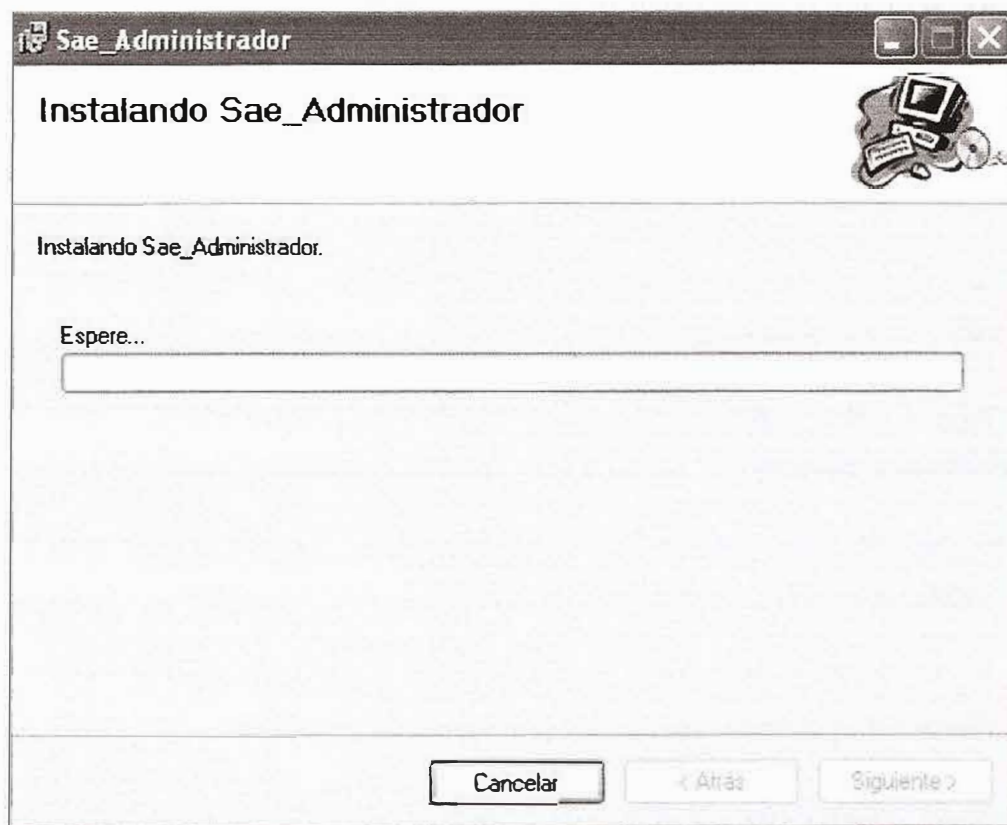 Sae_Administrador
Instalando Sae_Administrador
Instalando Sae_Administrador.
Espere...
Cancelar
< Atrás
Siguiente >